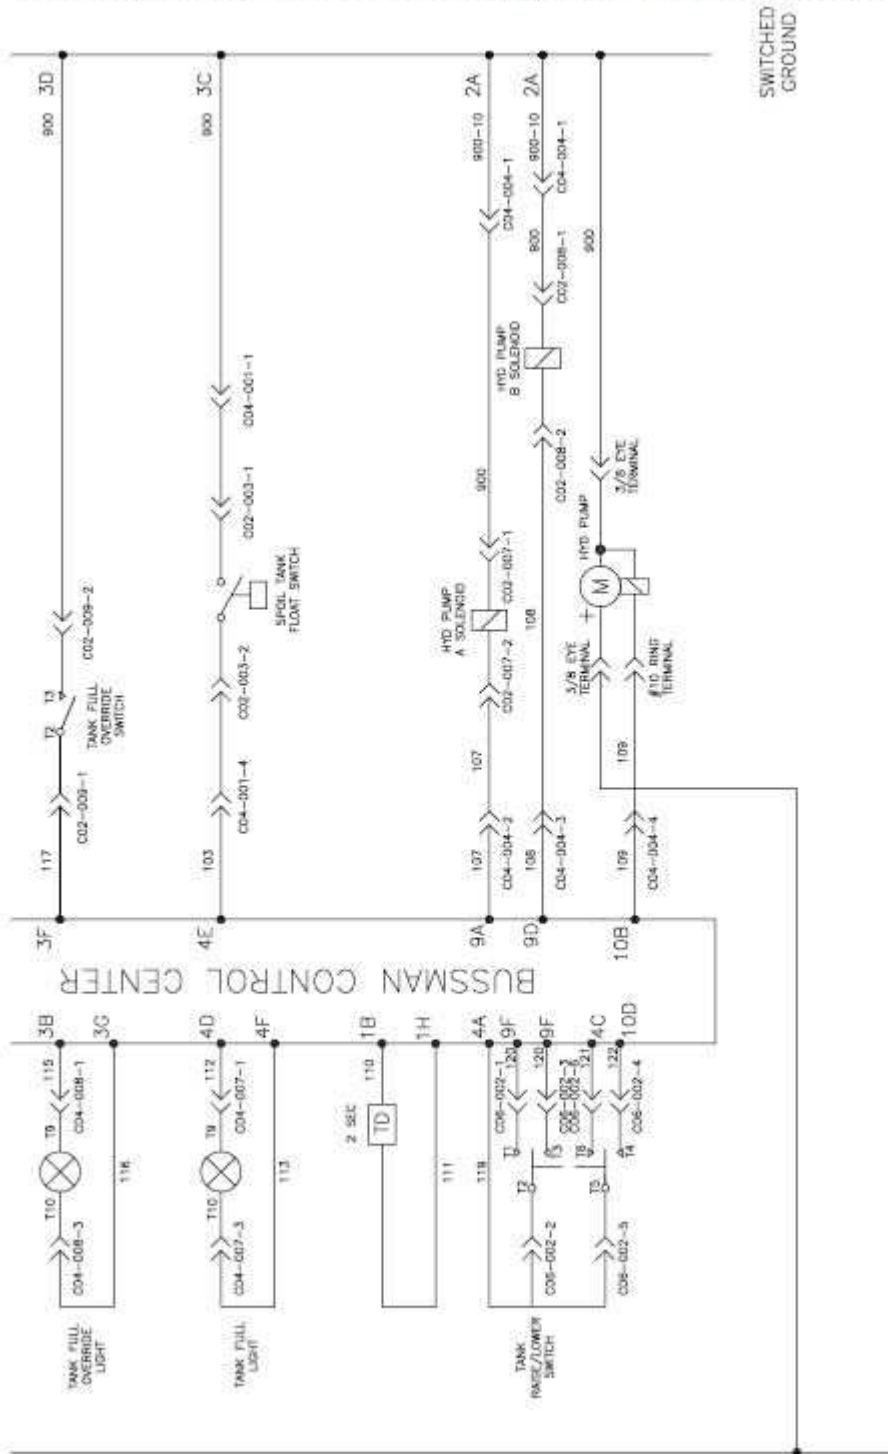 TANK FULL
OVERRIDE
LIGHT
C04-008-3
T10
T9
C04-008-1
115
3B
116
3G
3F
117
C02-009-1
T2
T3
TANK FULL
OVERRIDE
SWITCH
C02-009-2
900
3D
TANK FULL
LIGHT
C04-007-3
T10
T9
C04-007-1
112
4D
113
4F
BUSSMAN CONTROL CENTER
4E
103
C04-001-4
C02-003-2
SPOIL TANK
FLOAT SWITCH
C02-003-1
C04-001-1
900
3C
2 SEC
TD
110
1B
111
1H
119
4A
9A
107
C04-004-2
107
C02-007-2
HYD PUMP
A SOLENOID
C02-007-1
900
C04-004-1
900-10
2A
TANK
RAISE/LOWER
SWITCH
C06-002-2
T2
T1
C06-002-1
120
9F
T3
C06-002-3
120
9F
9D
108
C04-004-3
108
C02-008-2
HYD PUMP
B SOLENOID
C02-008-1
900
C04-004-1
900-10
2A
C06-002-5
T5
T6
C06-002-6
121
4C
T4
C06-002-4
122
10D
10B
109
C04-004-4
109
3/8 EYE
TERMINAL
#10 RING
TERMINAL
+
M
HYD PUMP
3/8 EYE
TERMINAL
900
SWITCHED
GROUND